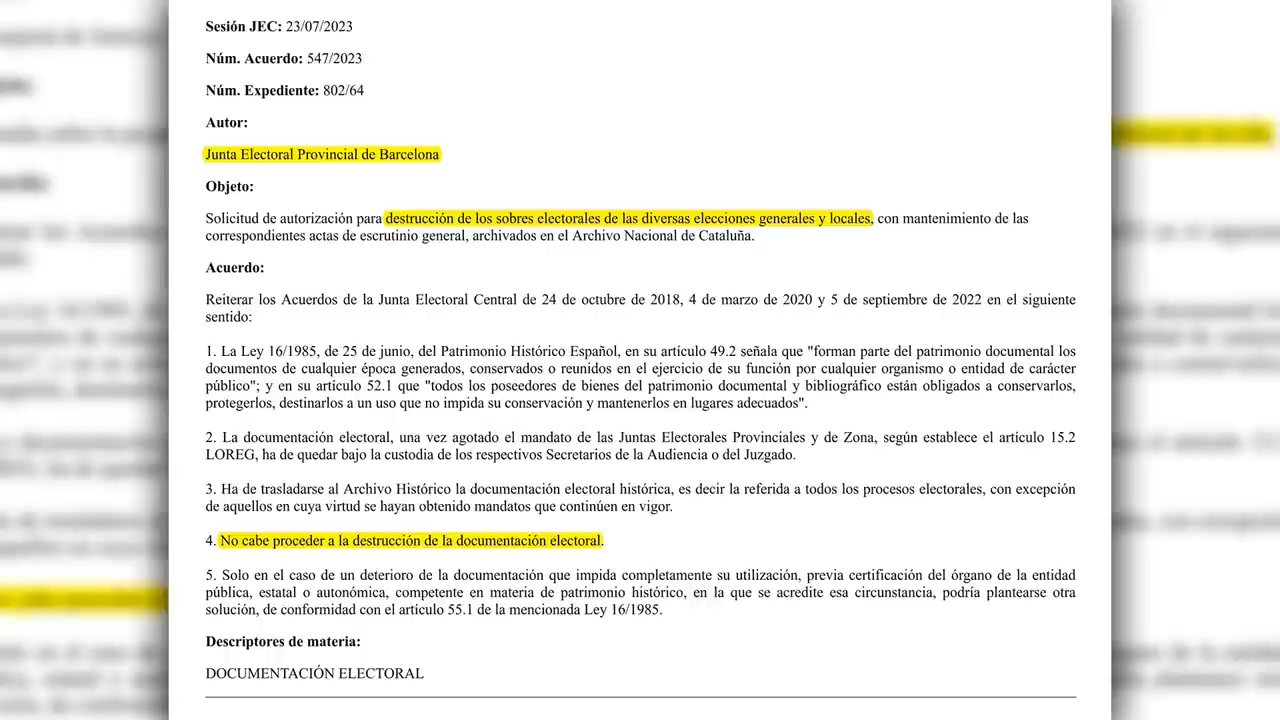 Sesión JEC: 23/07/2023
Núm. Acuerdo: 547/2023
Núm. Expediente: 802/64
Autor:
Junta Electoral Provincial de Barcelona
Objeto:
Solicitud de autorización para destrucción de los sobres electorales de las diversas elecciones generales y locales, con mantenimiento de las
correspondientes actas de escrutinio general, archivados en el Archivo Nacional de Cataluña.
Acuerdo:
Reiterar los Acuerdos de la Junta Electoral Central de 24 de octubre de 2018, 4 de marzo de 2020 y 5 de septiembre de 2022 en el siguiente
sentido:
1. La Ley 16/1985, de 25 de junio, del Patrimonio Histórico Español, en su artículo 49.2 señala que "forman parte del patrimonio documental los
documentos de cualquier época generados, conservados o reunidos en el ejercicio de su función por cualquier organismo o entidad de carácter
público"; y en su artículo 52.1 que "todos los poseedores de bienes del patrimonio documental y bibliográfico están obligados a conservarlos,
protegerlos, destinarlos a un uso que no impida su conservación y mantenerlos en lugares adecuados".
2. La documentación electoral, una vez agotado el mandato de las Juntas Electorales Provinciales y de Zona, según establece el artículo 15.2
LOREG, ha de quedar bajo la custodia de los respectivos Secretarios de la Audiencia o del Juzgado.
3. Ha de trasladarse al Archivo Histórico la documentación electoral histórica, es decir la referida a todos los procesos electorales, con excepción
de aquellos en cuya virtud se hayan obtenido mandatos que continúen en vigor.
4. No cabe proceder a la destrucción de la documentación electoral.
5. Solo en el caso de un deterioro de la documentación que impida completamente su utilización, previa certificación del órgano de la entidad
pública, estatal o autonómica, competente en materia de patrimonio histórico, en la que se acredite esa circunstancia, podría plantearse otra
solución, de conformidad con el artículo 55.1 de la mencionada Ley 16/1985.
Descriptores de materia:
DOCUMENTACIÓN ELECTORAL